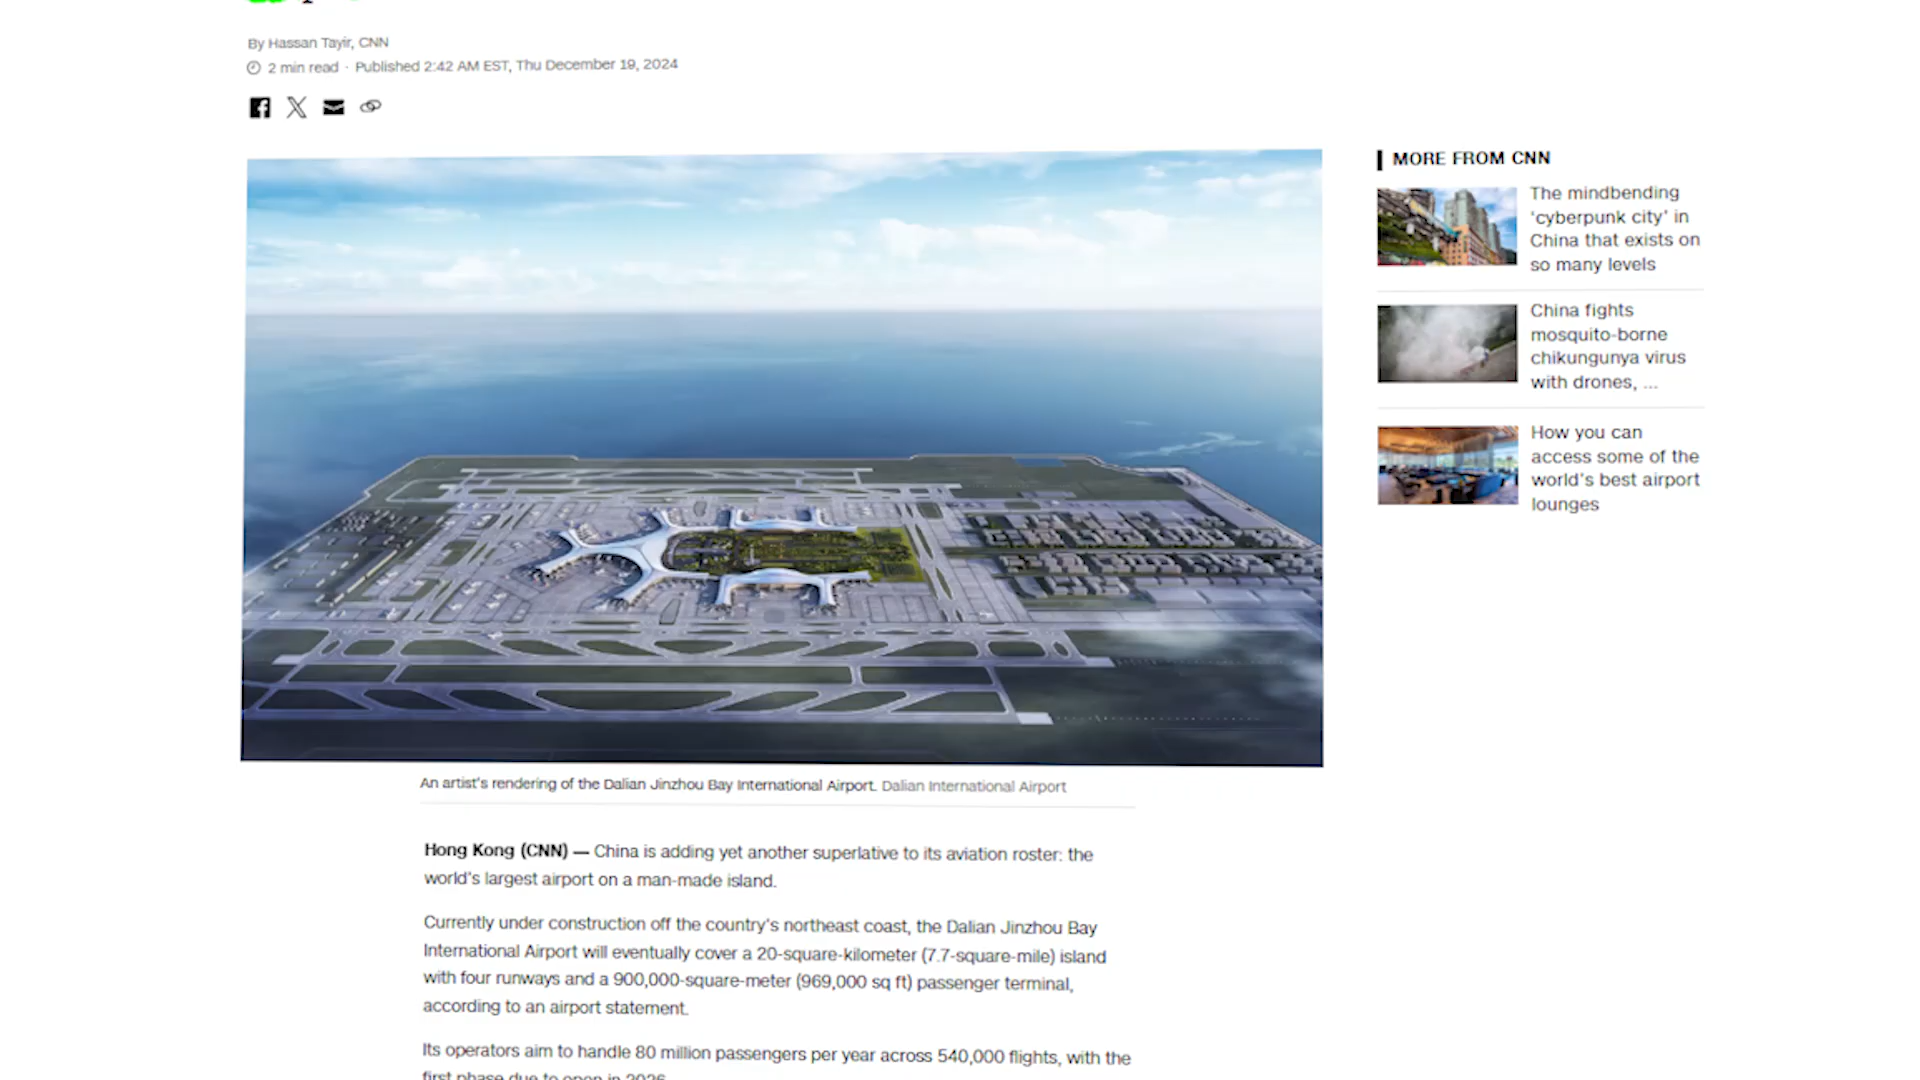 By Hassan Tayir, CNN
2 min read · Published 2:42 AM EST, Thu December 19, 2024
MORE FROM CNN
The mindbending
‘cyberpunk city’ in
China that exists on
so many levels
China fights
mosquito-borne
chikungunya virus
with drones, ...
How you can
access some of the
world’s best airport
lounges
An artist's rendering of the Dalian Jinzhou Bay International Airport. Dalian International Airport
Hong Kong (CNN) — China is adding yet another superlative to its aviation roster: the
world’s largest airport on a man-made island.
Currently under construction off the country’s northeast coast, the Dalian Jinzhou Bay
International Airport will eventually cover a 20-square-kilometer (7.7-square-mile) island
with four runways and a 900,000-square-meter (969,000 sq ft) passenger terminal,
according to an airport statement.
Its operators aim to handle 80 million passengers per year across 540,000 flights, with the
first phase due to open in 2026